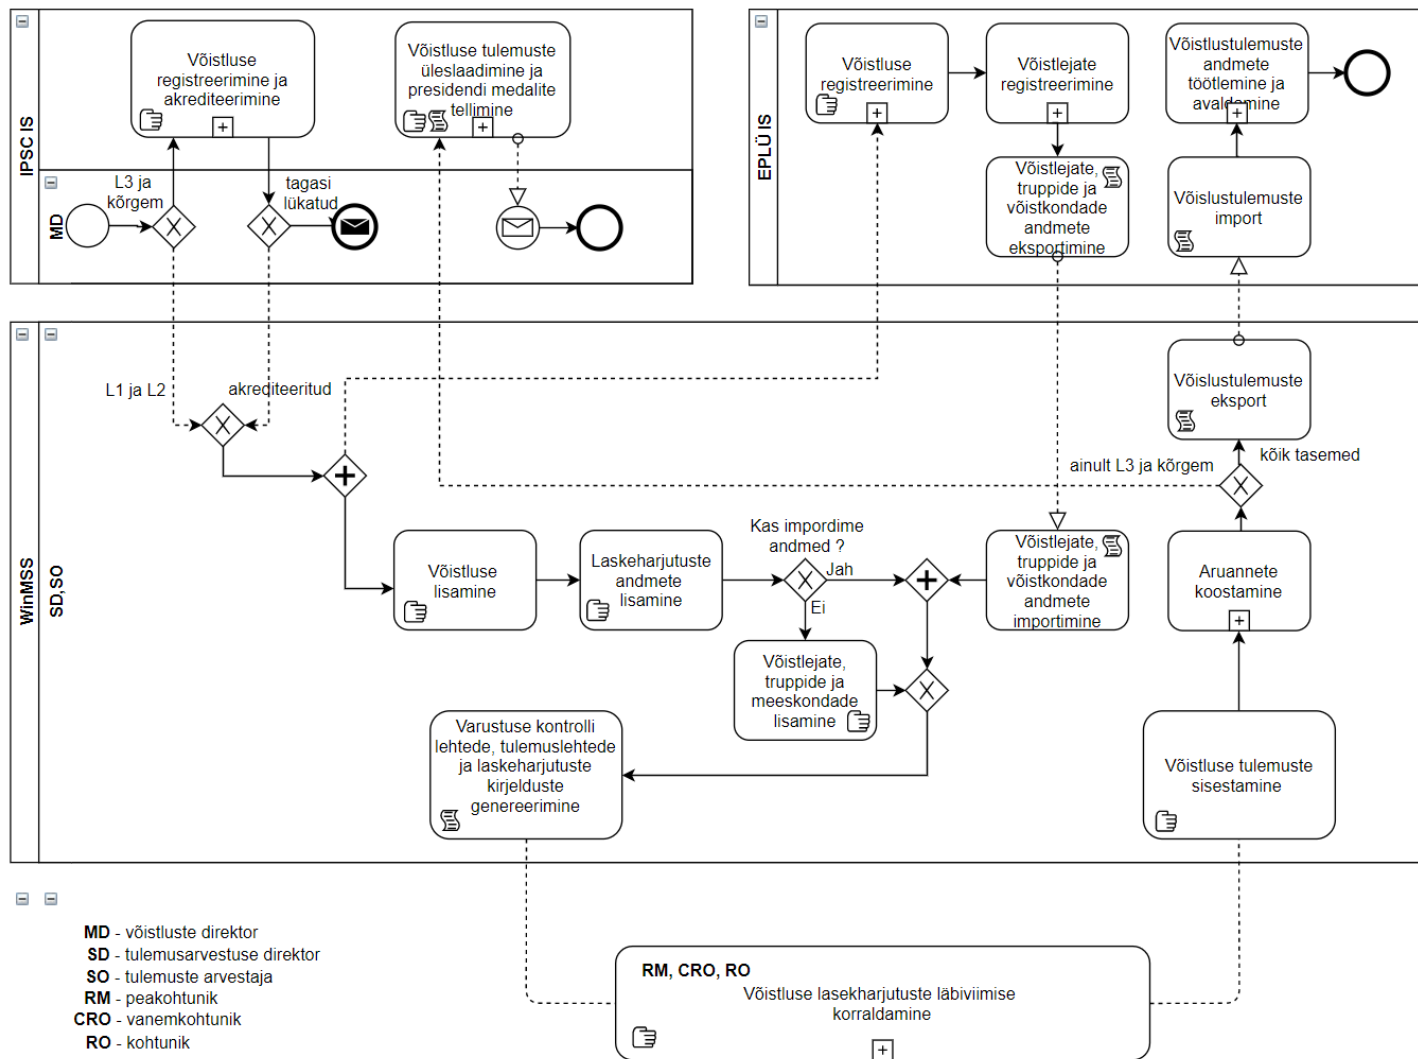 IPSC IS
MD
Võistluse
registreerimine ja
akrediteerimine
Võistluse tulemuste
üleslaadimine ja
presidendi medalite
tellimine
L3 ja
kõrgem
tagasi
lükatud
EPLÜ IS
Võistluse
registreerimine
Võistlejate
registreerimine
Võistlustulemuste
andmete
töötlemine ja
avaldamine
Võistlejate,
truppide ja
võistkondade
andmete
eksportimine
Võislustulemuste
import
WinMSS
SD,SO
L1 ja L2
akrediteeritud
Võislustulemuste
eksport
ainult L3 ja kõrgem
kõik tasemed
Võistluse
lisamine
Laskeharjutuste
andmete
lisamine
Kas impordime
andmed ?
Jah
Ei
Võistlejate,
truppide ja
võistkondade
andmete
importimine
Aruannete
koostamine
Võistlejate,
truppide ja
meeskondade
lisamine
Varustuse kontrolli
lehtede, tulemuslehtede
ja laskeharjutuste
kirjelduste
genereerimine
Võistluse tulemuste
sisestamine
MD - võistluste direktor
SD - tulemusarvestuse direktor
SO - tulemuste arvestaja
RM - peakohtunik
CRO - vanemkohtunik
RO - kohtunik
RM, CRO, RO
Võistluse lasekharjutuste läbiviimise
korraldamine